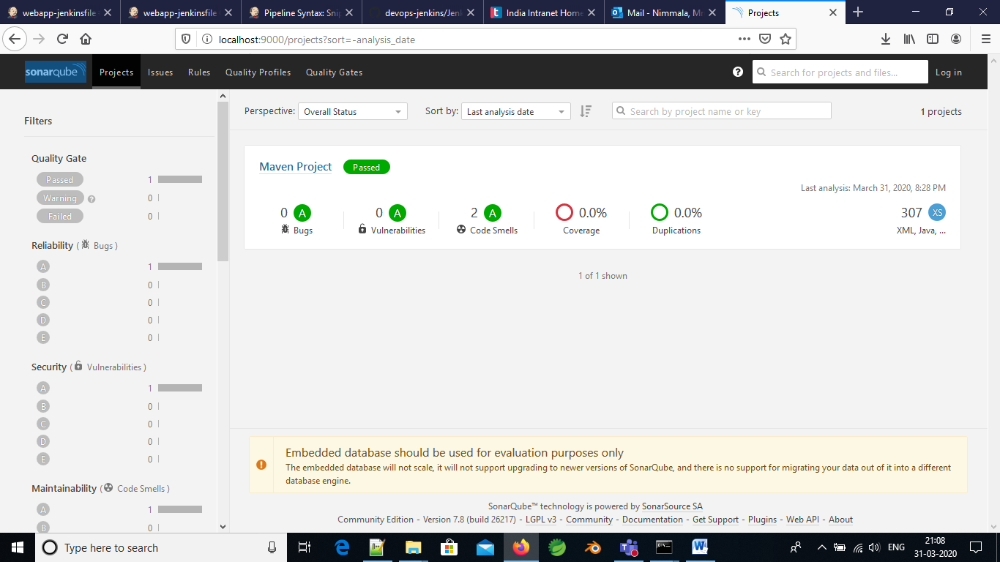 webapp-jenkinsfile
webapp-jenkinsfile
Pipeline Syntax: Snip
devops-jenkins/Jenk
India Intranet Home
Mail - Nimmala, Mr
Projects
localhost:9000/projects?sort=-analysis_date
sonarqube Projects Issues Rules Quality Profiles Quality Gates
Search for projects and files...
Log in
Perspective: Overall Status Sort by: Last analysis date Search by project name or key 1 projects
Filters
Quality Gate
Passed 1
Warning ? 0
Failed 0
Reliability ( Bugs )
A 1
B 0
C 0
D 0
E 0
Security ( Vulnerabilities )
A 1
B 0
C 0
D 0
E 0
Maintainability ( Code Smells )
A 1
B 0
Maven Project Passed
Last analysis: March 31, 2020, 8:28 PM
0 A 0 A 2 A 0.0% 0.0% 307 XS
Bugs Vulnerabilities Code Smells Coverage Duplications XML, Java, ...
1 of 1 shown
Embedded database should be used for evaluation purposes only
The embedded database will not scale, it will not support upgrading to newer versions of SonarQube, and there is no support for migrating your data out of it into a different
database engine.
SonarQube™ technology is powered by SonarSource SA
Community Edition - Version 7.8 (build 26217) - LGPL v3 - Community - Documentation - Get Support - Plugins - Web API - About
Type here to search
ENG
21:08
31-03-2020